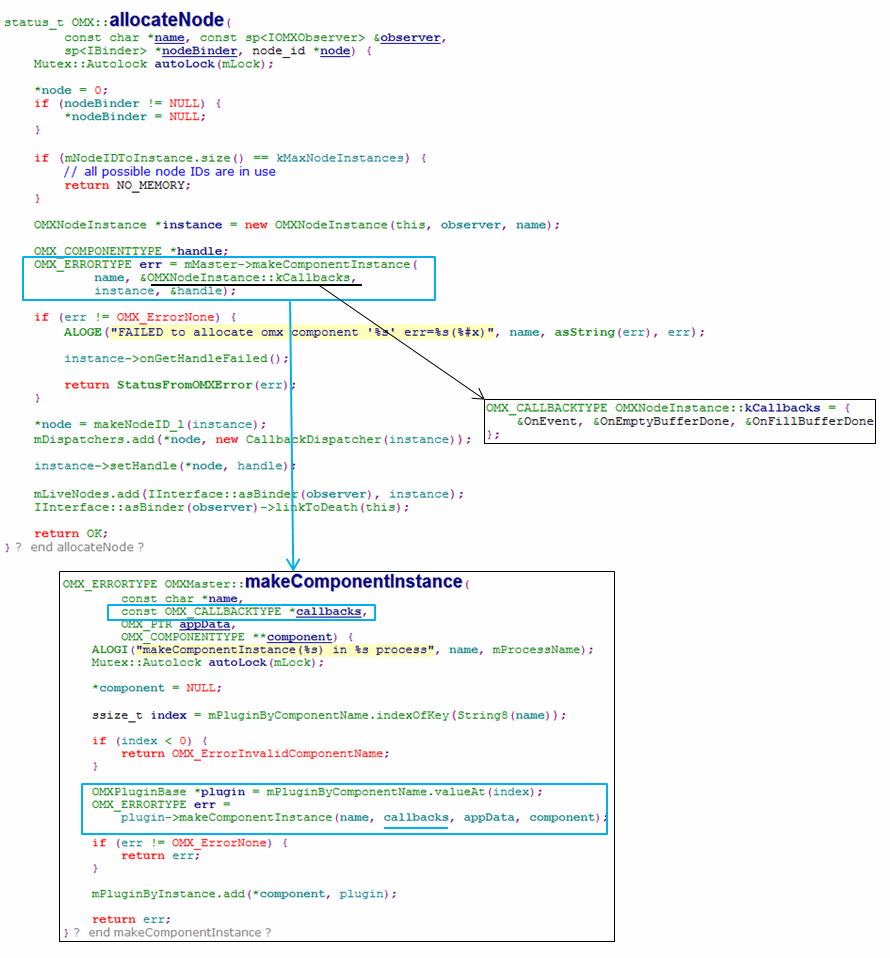 status_t OMX::allocateNode(
const char *name, const sp<IOMXObserver> &observer,
sp<IBinder> *nodeBinder, node_id *node) {
Mutex::Autolock autoLock(mLock);
*node = 0;
if (nodeBinder != NULL) {
*nodeBinder = NULL;
}
if (mNodeIDToInstance.size() == kMaxNodeInstances) {
// all possible node IDs are in use
return NO_MEMORY;
}
OMXNodeInstance *instance = new OMXNodeInstance(this, observer, name);
OMX_COMPONENTTYPE *handle;
OMX_ERRORTYPE err = mMaster->makeComponentInstance(
name, &OMXNodeInstance::kCallbacks,
instance, &handle);
if (err != OMX_ErrorNone) {
ALOGE("FAILED to allocate omx component '%s' err=%s(%#x)", name, asString(err), err);
instance->onGetHandleFailed();
return StatusFromOMXError(err);
}
*node = makeNodeID_l(instance);
mDispatchers.add(*node, new CallbackDispatcher(instance));
instance->setHandle(*node, handle);
mLiveNodes.add(IInterface::asBinder(observer), instance);
IInterface::asBinder(observer)->linkToDeath(this);
return OK;
} ? end allocateNode ?
OMX_CALLBACKTYPE OMXNodeInstance::kCallbacks = {
&OnEvent, &OnEmptyBufferDone, &OnFillBufferDone
};
OMX_ERRORTYPE OMXMaster::makeComponentInstance(
const char *name,
const OMX_CALLBACKTYPE *callbacks,
OMX_PTR appData,
OMX_COMPONENTTYPE **component) {
ALOGI("makeComponentInstance(%s) in %s process", name, mProcessName);
Mutex::Autolock autoLock(mLock);
*component = NULL;
ssize_t index = mPluginByComponentName.indexOfKey(String8(name));
if (index < 0) {
return OMX_ErrorInvalidComponentName;
}
OMXPluginBase *plugin = mPluginByComponentName.valueAt(index);
OMX_ERRORTYPE err =
plugin->makeComponentInstance(name, callbacks, appData, component);
if (err != OMX_ErrorNone) {
return err;
}
mPluginByInstance.add(*component, plugin);
return err;
} ? end makeComponentInstance ?